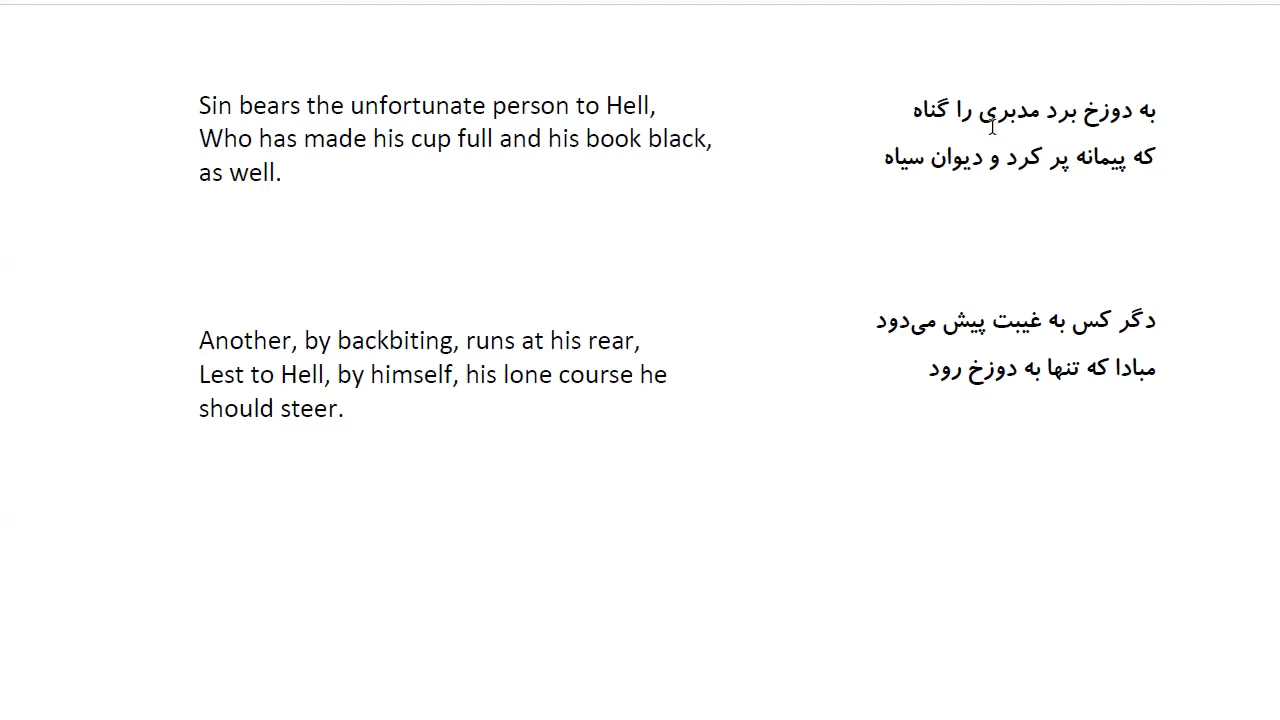 Sin bears the unfortunate person to Hell,
Who has made his cup full and his book black,
as well.
به دوزخ برد مدبری را گناه
که پیمانه پر کرد و دیوان سیاه
Another, by backbiting, runs at his rear,
Lest to Hell, by himself, his lone course he
should steer.
دگر کس به غیبت پیش می‌دود
مبادا که تنها به دوزخ رود